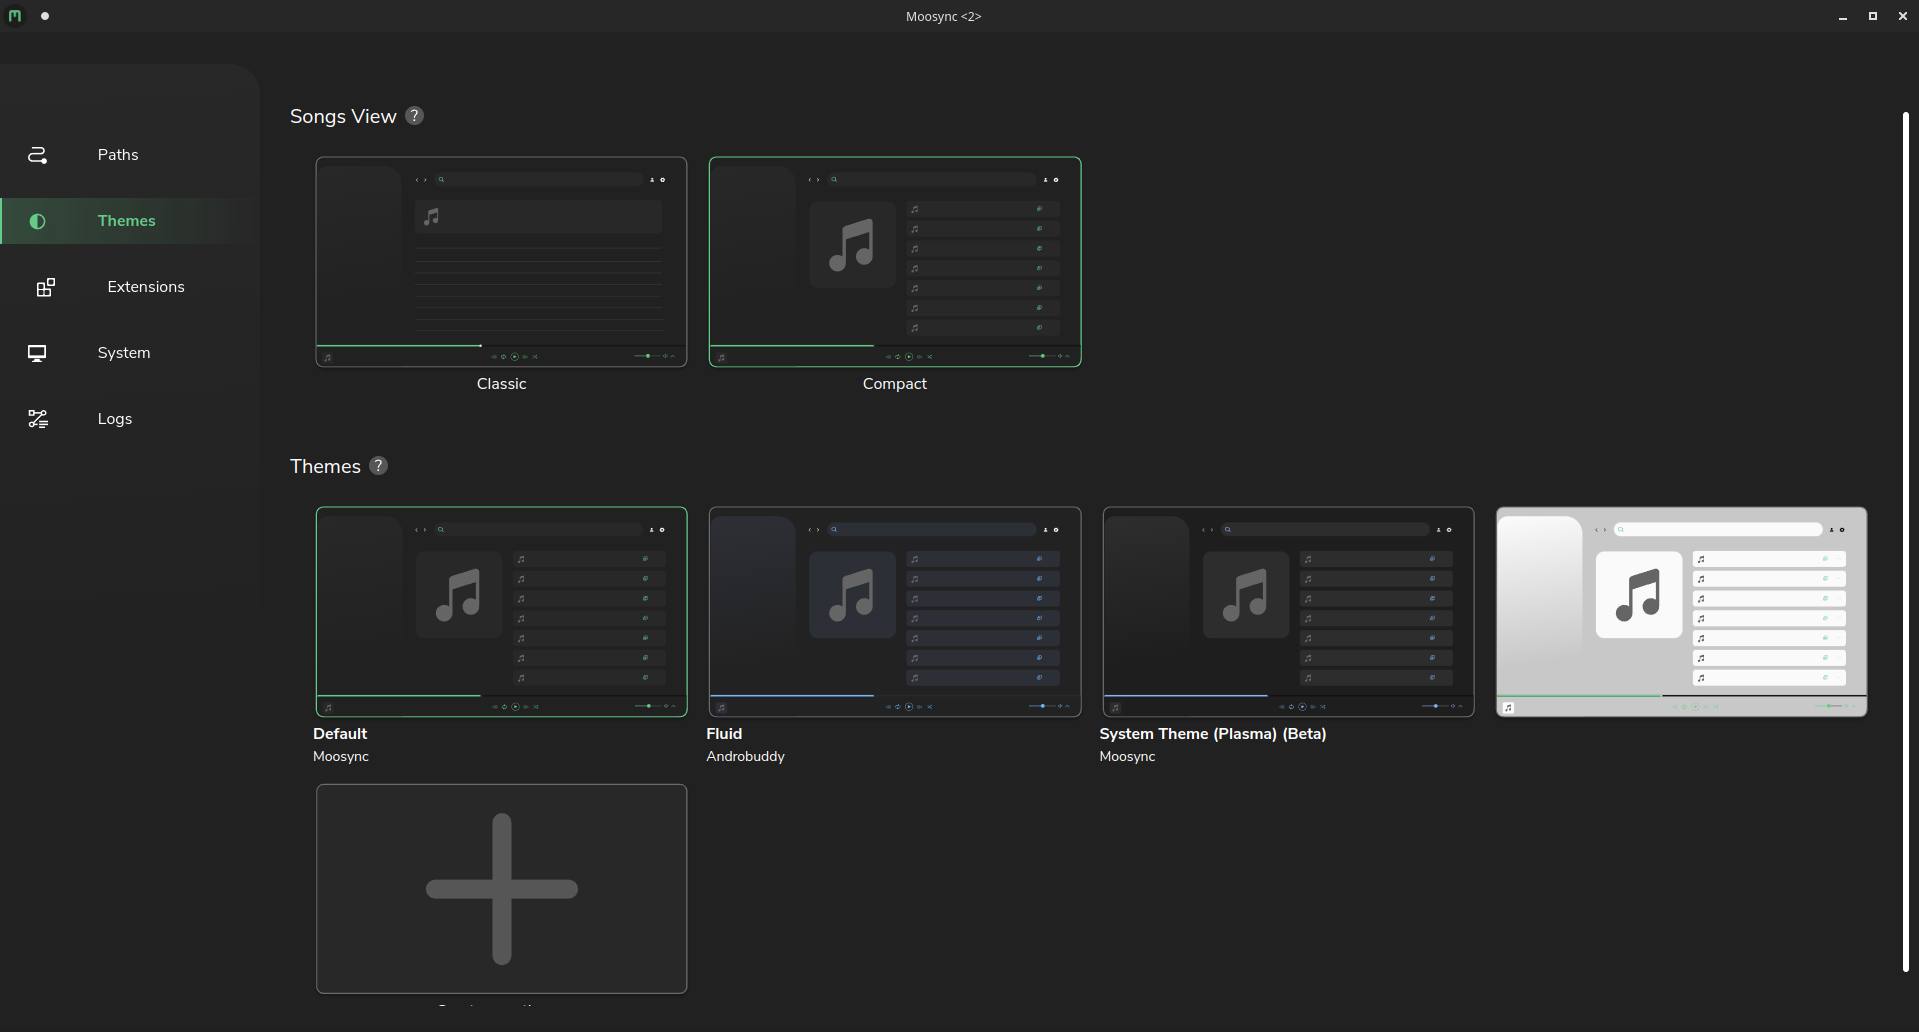 Moosync <2>
Paths
Themes
Extensions
System
Logs
Songs View ?
Classic
Compact
Themes ?
Default
Moosync
Fluid
Androbuddy
System Theme (Plasma) (Beta)
Moosync